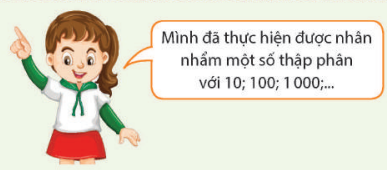 Mình đã thực hiện được nhân
nhẩm một số thập phân
với 10; 100; 1 000;...